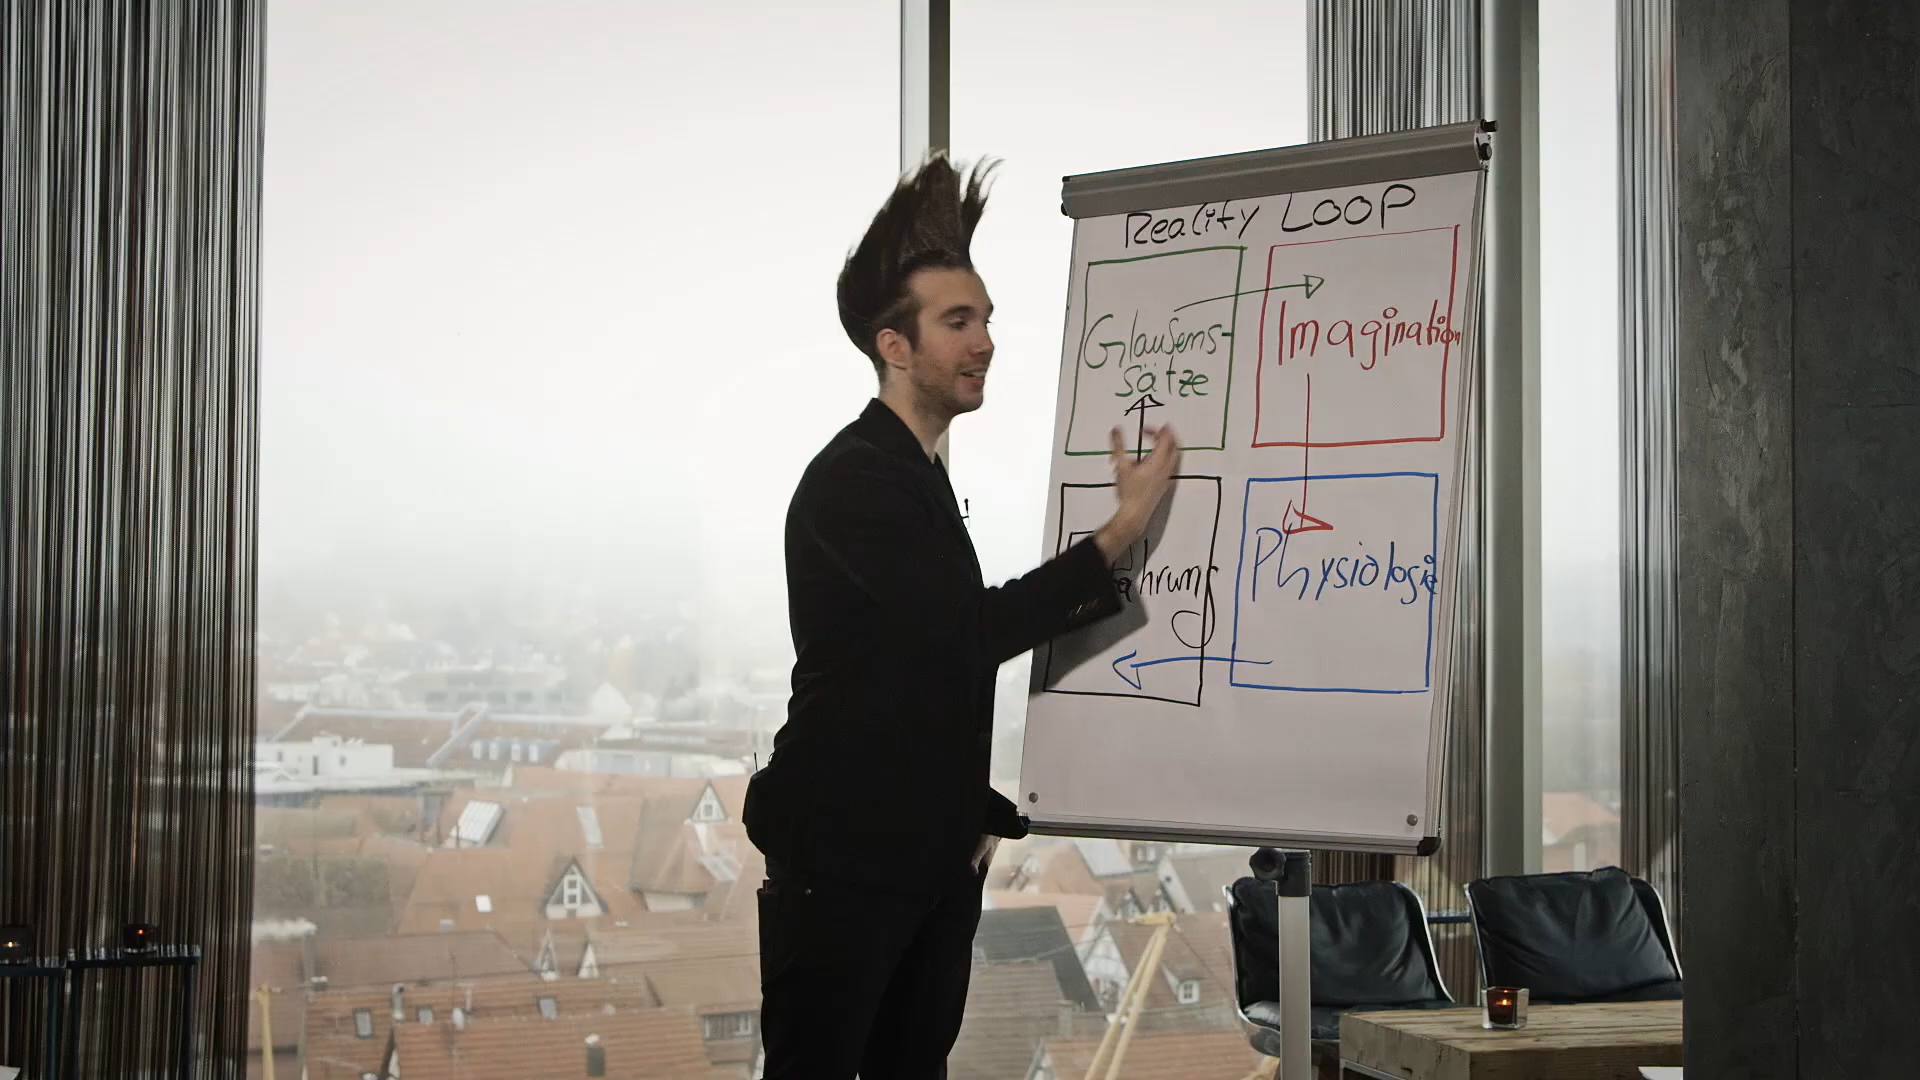 Reality LOOP
Glaubens-
sätze
Imagination
Physiologie